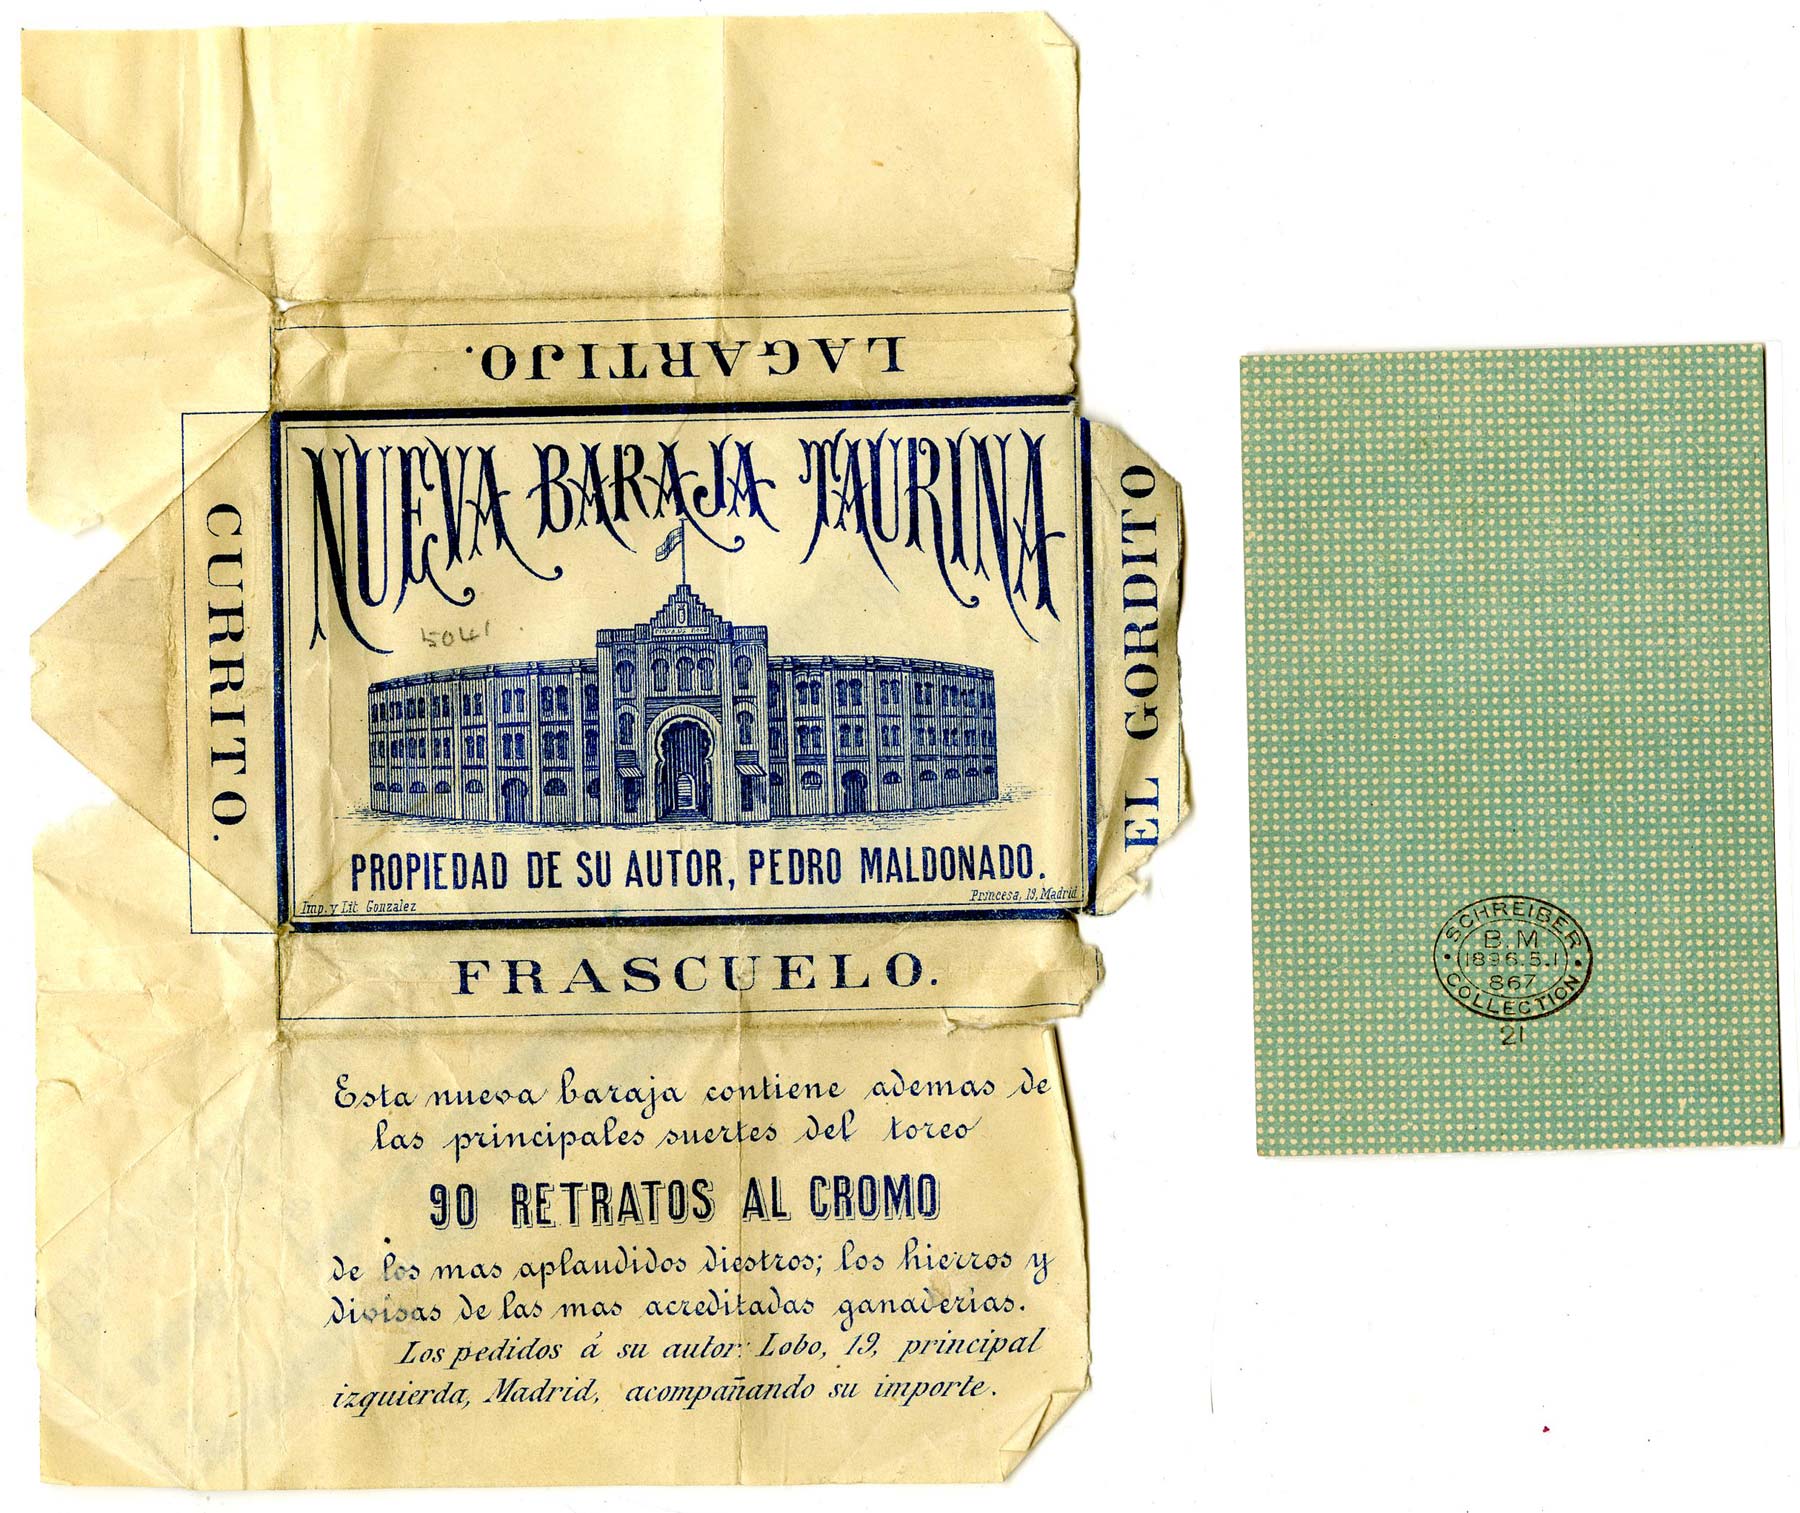 LAGARTIJO.
CURRITO.
NUEVA BARAJA TAURINA
5041
PROPIEDAD DE SU AUTOR, PEDRO MALDONADO.
Imp. y Lit. Gonzalez
Princesa, 19, Madrid
EL GORDITO
FRASCUELO.
Esta nueva baraja contiene ademas de
las principales suertes del toreo
90 RETRATOS AL CROMO
de los mas aplaudidos diestros; los hierros y
divisas de las mas acreditadas ganaderias.
Los pedidos á su autor: Lobo, 19, principal
izquierda, Madrid, acompañando su importe.
SCHREIBER
B.M
1896.5.1
867
COLLECTION
21